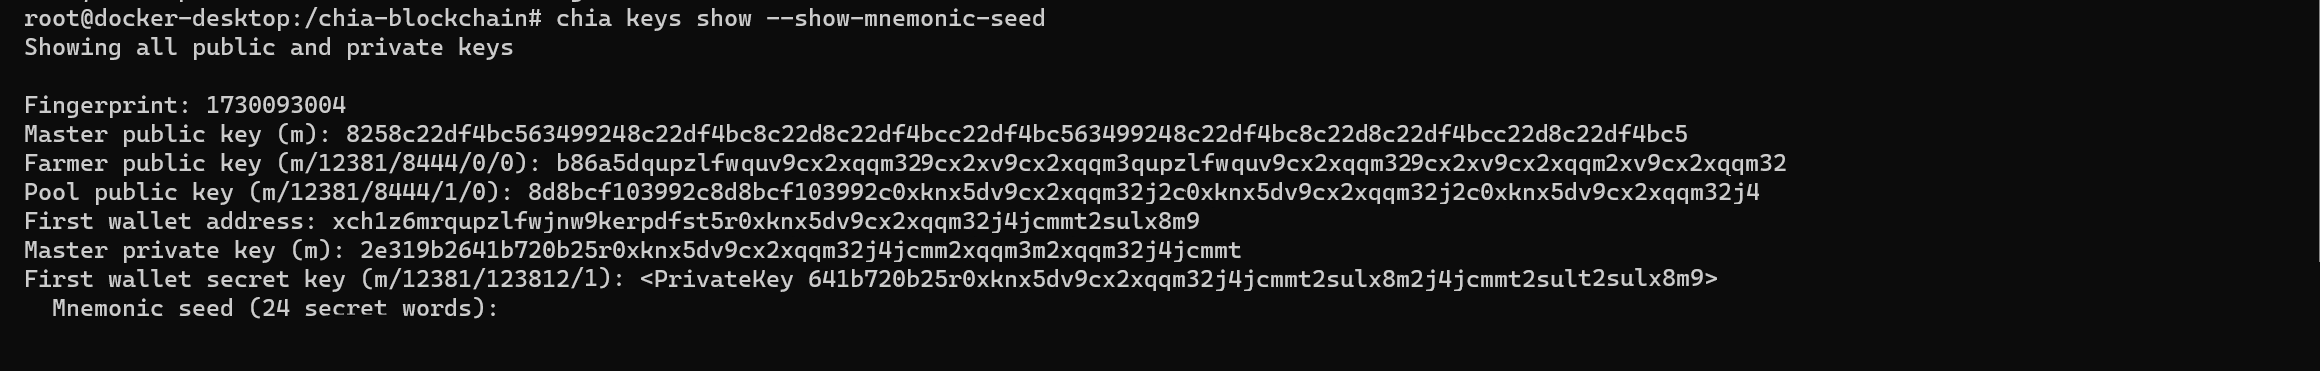 root@docker-desktop:/chia-blockchain# chia keys show --show-mnemonic-seed
Showing all public and private keys
Fingerprint: 1730093004
Master public key (m): 8258c22df4bc563499248c22df4bc8c22d8c22df4bcc22df4bc563499248c22df4bc8c22d8c22df4bcc22d8c22df4bc5
Farmer public key (m/12381/8444/0/0): b86a5dqupzlfwquv9cx2xqqm329cx2xv9cx2xqqm3qupzlfwquv9cx2xqqm329cx2xv9cx2xqqm2xv9cx2xqqm32
Pool public key (m/12381/8444/1/0): 8d8bcf103992c8d8bcf103992c0xknx5dv9cx2xqqm32j2c0xknx5dv9cx2xqqm32j2c0xknx5dv9cx2xqqm32j4
First wallet address: xch1z6mrqupzlfwjnw9kerpdfst5r0xknx5dv9cx2xqqm32j4jcmmt2sulx8m9
Master private key (m): 2e319b2641b720b25r0xknx5dv9cx2xqqm32j4jcmm2xqqm3m2xqqm32j4jcmmt
First wallet secret key (m/12381/123812/1): <PrivateKey 641b720b25r0xknx5dv9cx2xqqm32j4jcmmt2sulx8m2j4jcmmt2sult2sulx8m9>
Mnemonic seed (24 secret words):